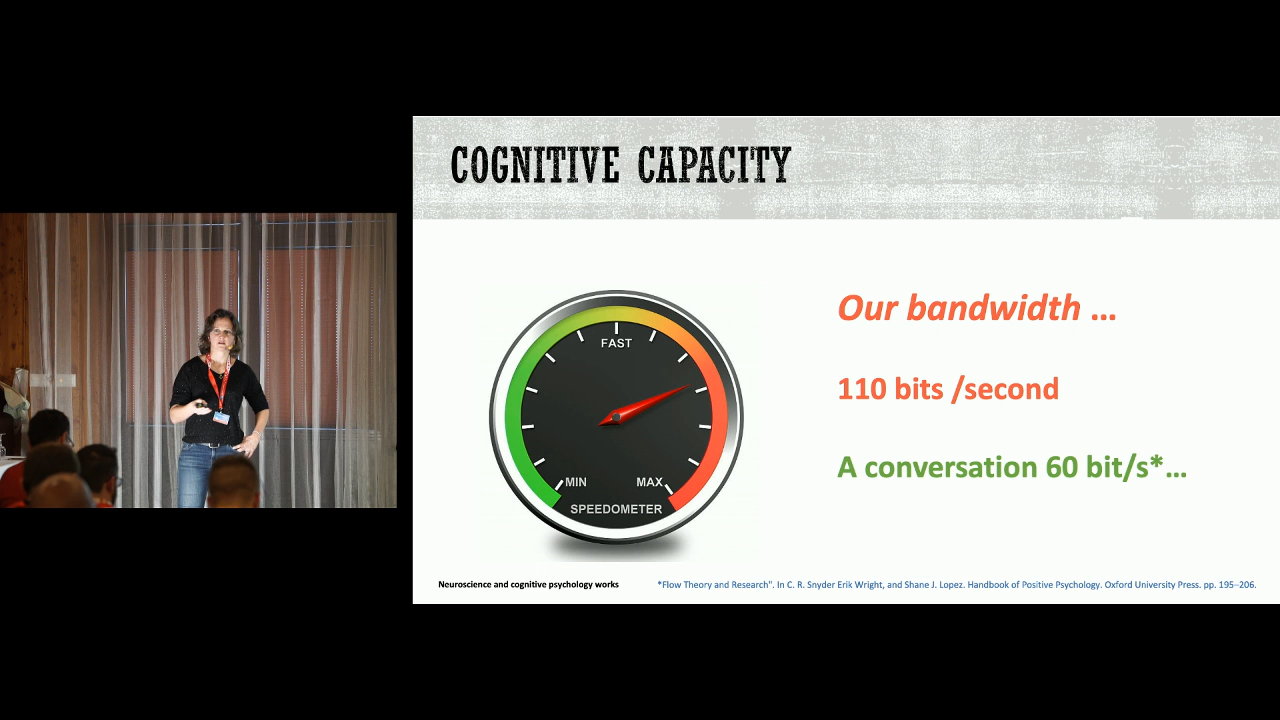 COGNITIVE CAPACITY
FAST
MIN
MAX
SPEEDOMETER
Our bandwidth ...
110 bits /second
A conversation 60 bit/s*...
Neuroscience and cognitive psychology works
*Flow Theory and Research". In C. R. Snyder Erik Wright, and Shane J. Lopez. Handbook of Positive Psychology. Oxford University Press. pp. 195–206.